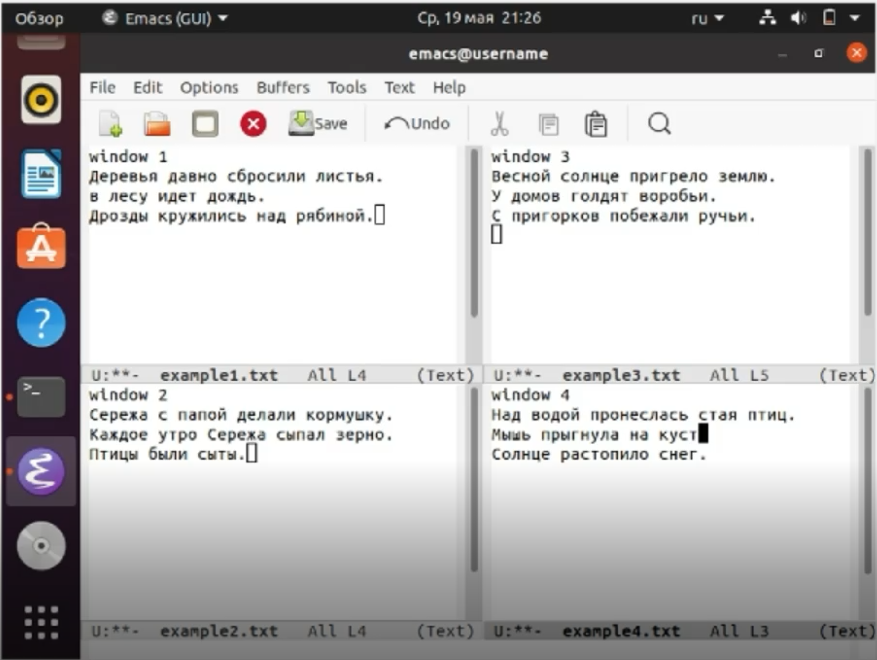 Обзор Emacs (GUI) Ср, 19 мая 21:26 ru
emacs@username
File Edit Options Buffers Tools Text Help
Save Undo
window 1
Деревья давно сбросили листья.
в лесу идет дождь.
Дрозды кружились над рябиной.
U:**- example1.txt All L4 (Text)
window 3
Весной солнце пригрело землю.
У домов голдят воробьи.
С пригорков побежали ручьи.
U:**- example3.txt All L5 (Text)
window 2
Сережа с папой делали кормушку.
Каждое утро Сережа сыпал зерно.
Птицы были сыты.
U:**- example2.txt All L4 (Text)
window 4
Над водой пронеслась стая птиц.
Мышь прыгнула на куст
Солнце растопило снег.
U:**- example4.txt All L3 (Text)